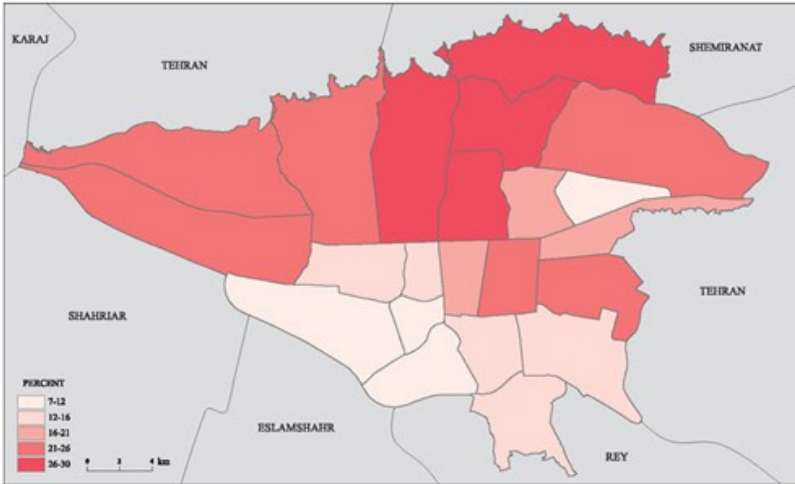 KARAJ
TEHRAN
SHEMIRANAT
TEHRAN
SHAHRIAR
ESLAMSHAHR
REY
PERCENT
7-12
12-16
16-21
21-26
26-30
0 2 4 km